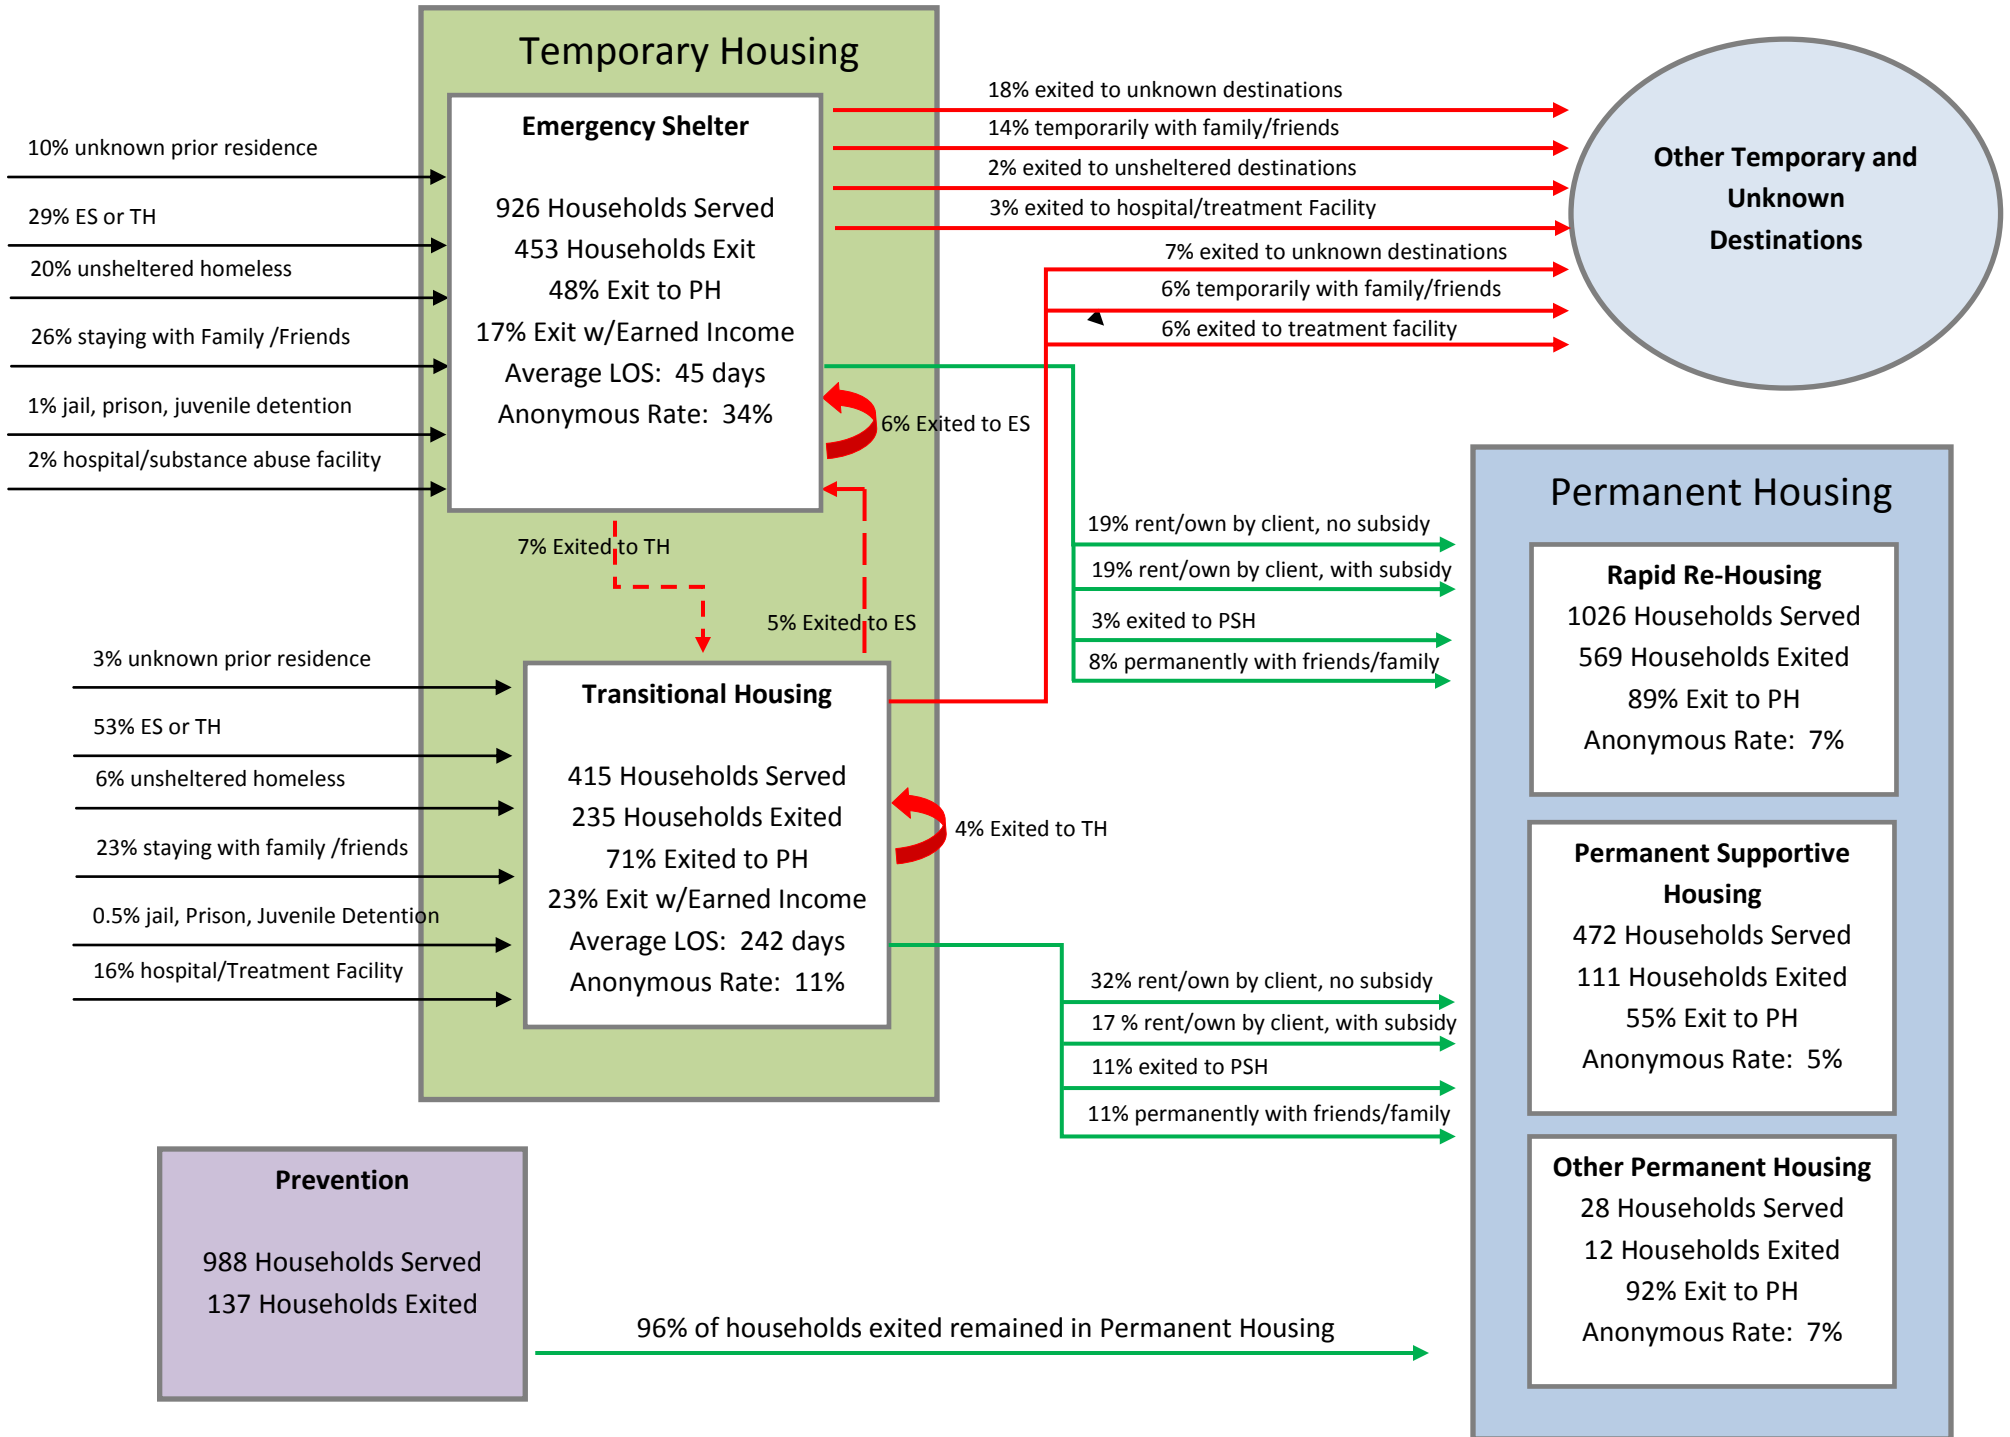 Temporary Housing
Emergency Shelter
926 Households Served
453 Households Exit
48% Exit to PH
17% Exit w/Earned Income
Average LOS:  45 days
Anonymous Rate:  34%
10% unknown prior residence
29% ES or TH
20% unsheltered homeless
26% staying with Family /Friends
1% jail, prison, juvenile detention
2% hospital/substance abuse facility
18% exited to unknown destinations
14% temporarily with family/friends
2% exited to unsheltered destinations
3% exited to hospital/treatment Facility
7% exited to unknown destinations
6% temporarily with family/friends
6% exited to treatment facility
Other Temporary and
Unknown
Destinations
6% Exited to ES
7% Exited to TH
5% Exited to ES
19% rent/own by client, no subsidy
19% rent/own by client, with subsidy
3% exited to PSH
8% permanently with friends/family
3% unknown prior residence
53% ES or TH
6% unsheltered homeless
23% staying with family /friends
0.5% jail, Prison, Juvenile Detention
16% hospital/Treatment Facility
Transitional Housing
415 Households Served
235 Households Exited
71% Exited to PH
23% Exit w/Earned Income
Average LOS:  242 days
Anonymous Rate:  11%
4% Exited to TH
32% rent/own by client, no subsidy
17 % rent/own by client, with subsidy
11% exited to PSH
11% permanently with friends/family
Permanent Housing
Rapid Re-Housing
1026 Households Served
569 Households Exited
89% Exit to PH
Anonymous Rate:  7%
Permanent Supportive
Housing
472 Households Served
111 Households Exited
55% Exit to PH
Anonymous Rate:  5%
Other Permanent Housing
28 Households Served
12 Households Exited
92% Exit to PH
Anonymous Rate:  7%
Prevention
988 Households Served
137 Households Exited
96% of households exited remained in Permanent Housing